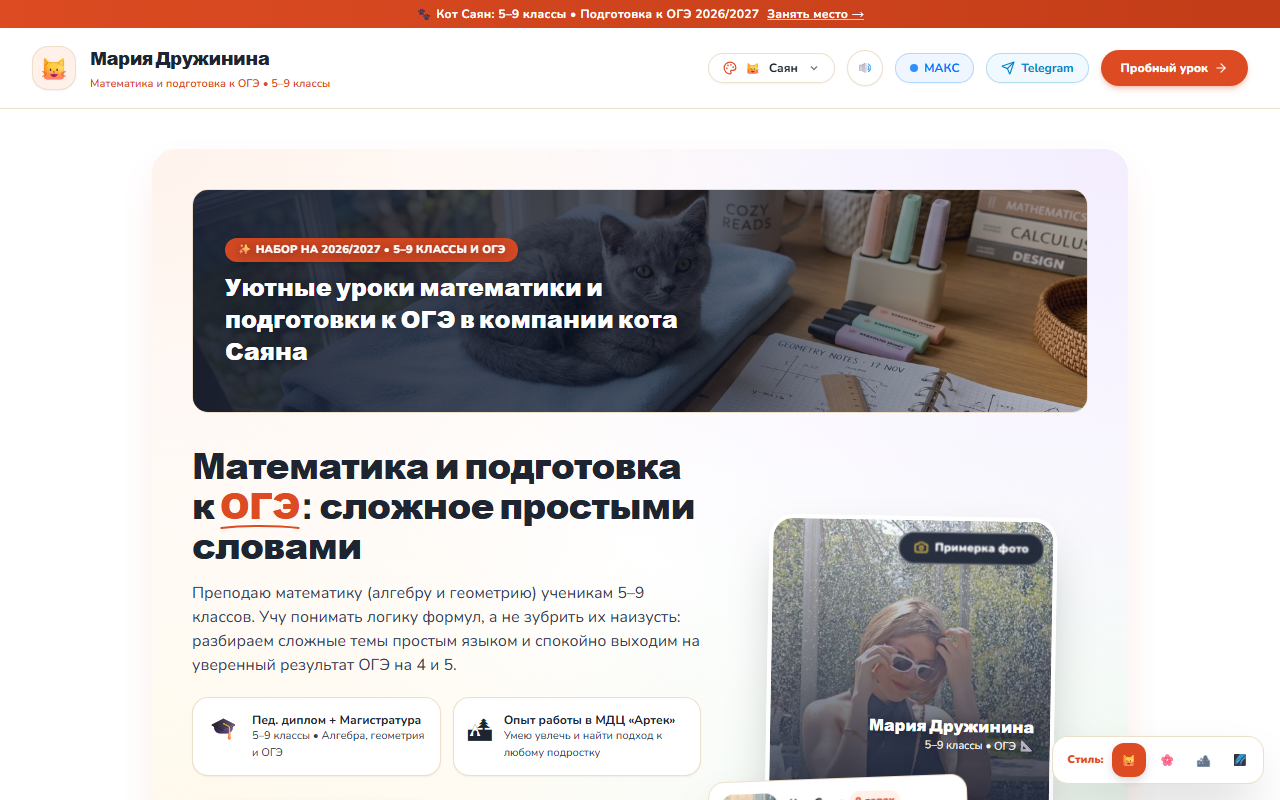 🐾 Кот Саян: 5–9 классы • Подготовка к ОГЭ 2026/2027 Занять место →
Мария Дружинина
Математика и подготовка к ОГЭ • 5–9 классы
Саян
МАКС
Telegram
Пробный урок →
COZY
READS
MATHEMATICS
CALCULUS
DESIGN
✨ НАБОР НА 2026/2027 • 5–9 КЛАССЫ И ОГЭ
Уютные уроки математики и
подготовки к ОГЭ в компании кота
Саяна
GEOMETRY NOTES - 17 NOV
Математика и подготовка
к ОГЭ: сложное простыми
словами
Преподаю математику (алгебру и геометрию) ученикам 5–9
классов. Учу понимать логику формул, а не зубрить их наизусть:
разбираем сложные темы простым языком и спокойно выходим на
уверенный результат ОГЭ на 4 и 5.
Пед. диплом + Магистратура
5–9 классы • Алгебра, геометрия
и ОГЭ
Опыт работы в МДЦ «Артек»
Умею увлечь и найти подход к
любому подростку
Примерка фото
Мария Дружинина
5–9 классы • ОГЭ 📐
Стиль: